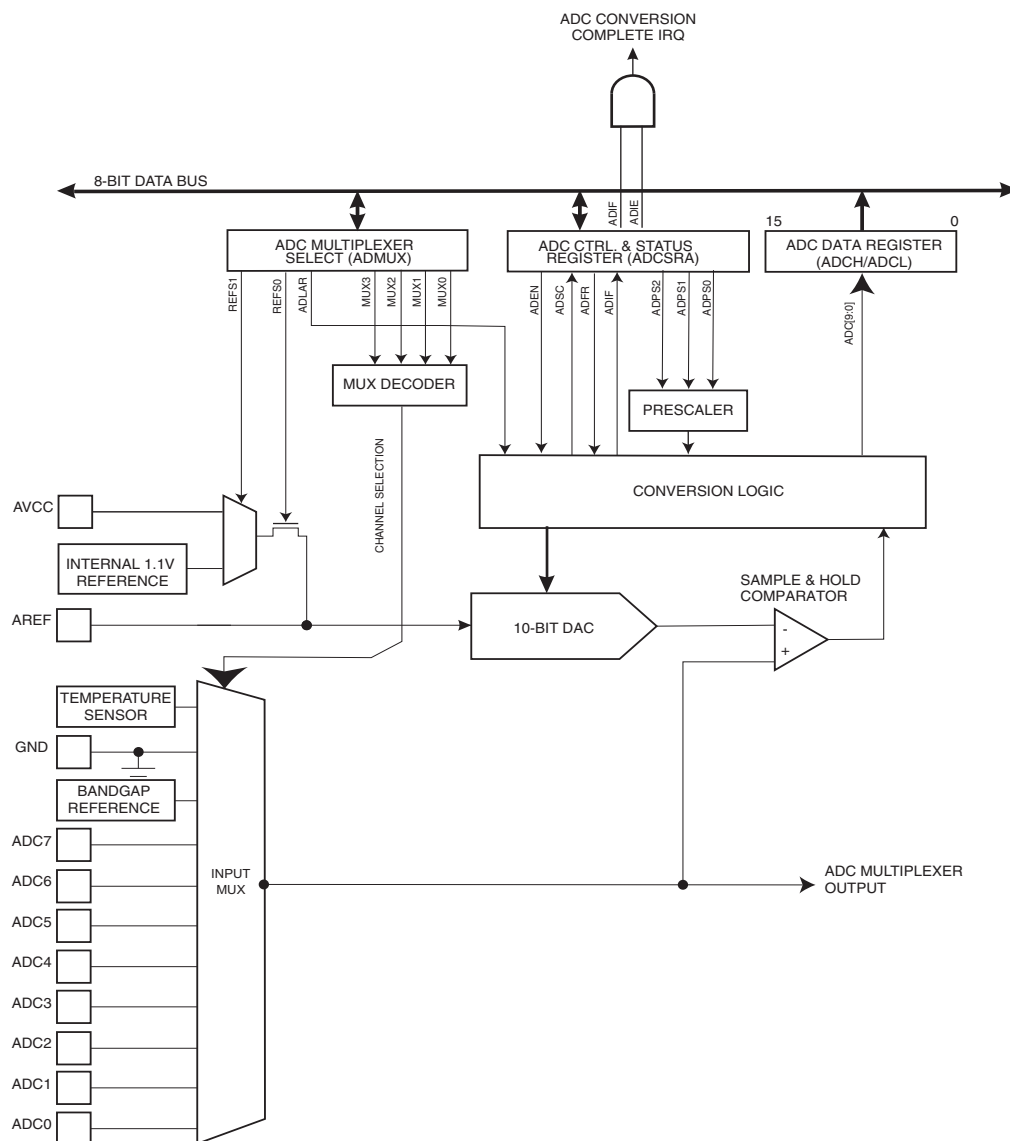 ADC CONVERSION
COMPLETE IRQ
8-BIT DATA BUS
ADIF
ADIE
15
0
ADC MULTIPLEXER
SELECT (ADMUX)
ADC CTRL. & STATUS
REGISTER (ADCSRA)
ADC DATA REGISTER
(ADCH/ADCL)
REFS1
REFS0
ADLAR
MUX3
MUX2
MUX1
MUX0
ADEN
ADSC
ADFR
ADIF
ADPS2
ADPS1
ADPS0
ADC[9:0]
MUX DECODER
PRESCALER
CHANNEL SELECTION
CONVERSION LOGIC
AVCC
INTERNAL 1.1V
REFERENCE
SAMPLE & HOLD
COMPARATOR
AREF
10-BIT DAC
-
+
TEMPERATURE
SENSOR
GND
BANDGAP
REFERENCE
ADC7
ADC6
ADC5
ADC4
ADC3
ADC2
ADC1
ADC0
INPUT
MUX
ADC MULTIPLEXER
OUTPUT